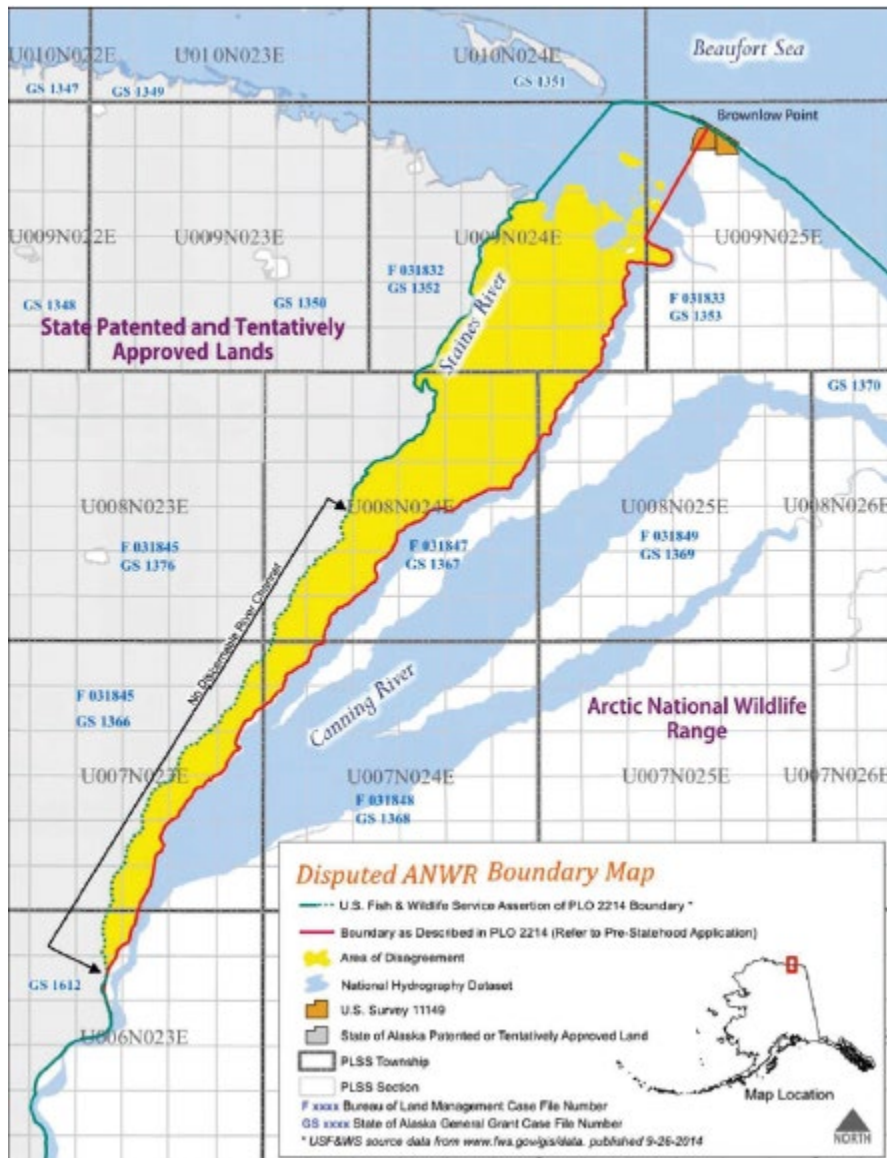 U010N022E
U010N023E
U010N024E
Beaufort Sea
GS 1347
GS 1349
GS 1351
Brownlow Point
U009N022E
U009N023E
U009N024E
U009N025E
F 031832
GS 1352
F 031833
GS 1353
GS 1348
GS 1350
State Patented and Tentatively
Approved Lands
Staines River
GS 1370
U008N023E
U008N024E
U008N025E
U008N026E
F 031845
GS 1376
F 031847
GS 1367
F 031849
GS 1369
No Discernable River Channel
F 031845
GS 1366
Canning River
Arctic National Wildlife
Range
U007N023E
U007N024E
U007N025E
U007N026E
F 031848
GS 1368
GS 1612
U006N023E
Disputed ANWR Boundary Map
U.S. Fish & Wildlife Service Assertion of PLO 2214 Boundary *
Boundary as Described in PLO 2214 (Refer to Pre-Statehood Application)
Area of Disagreement
National Hydrography Dataset
U.S. Survey 11149
State of Alaska Patented or Tentatively Approved Land
PLSS Township
PLSS Section
F xxxx Bureau of Land Management Case File Number
GS xxxx State of Alaska General Grant Case File Number
* USF&WS source data from www.fws.gov/gis/data. published 9-26-2014
Map Location
NORTH